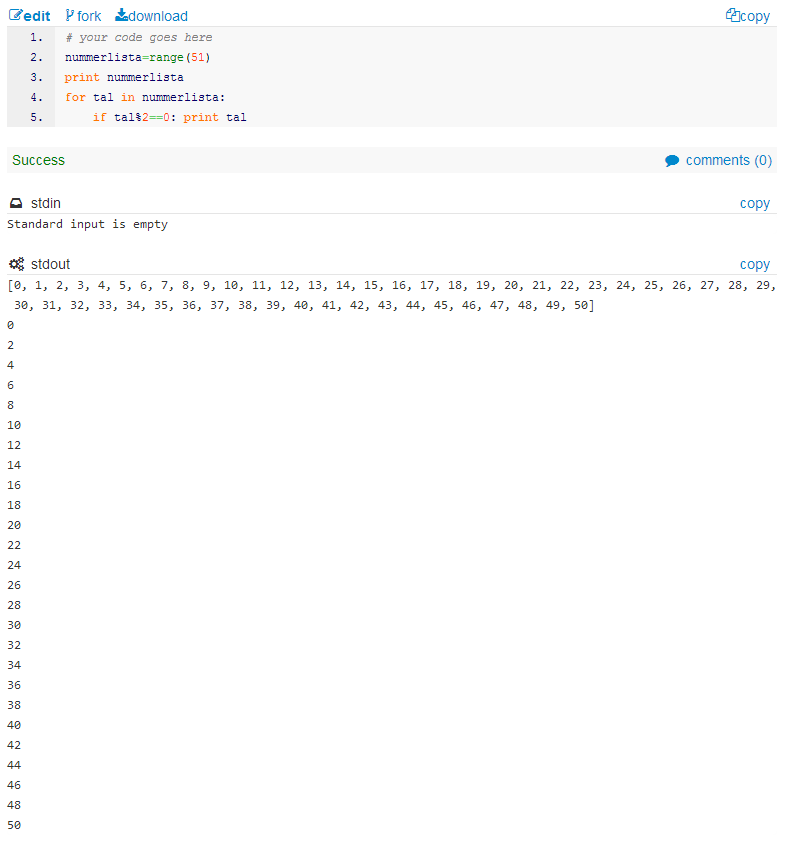 edit fork download copy
1. # your code goes here
2. nummerlista=range(51)
3. print nummerlista
4. for tal in nummerlista:
5.     if tal%2==0: print tal
Success comments (0)
stdin copy
Standard input is empty
stdout copy
[0, 1, 2, 3, 4, 5, 6, 7, 8, 9, 10, 11, 12, 13, 14, 15, 16, 17, 18, 19, 20, 21, 22, 23, 24, 25, 26, 27, 28, 29,
30, 31, 32, 33, 34, 35, 36, 37, 38, 39, 40, 41, 42, 43, 44, 45, 46, 47, 48, 49, 50]
0
2
4
6
8
10
12
14
16
18
20
22
24
26
28
30
32
34
36
38
40
42
44
46
48
50